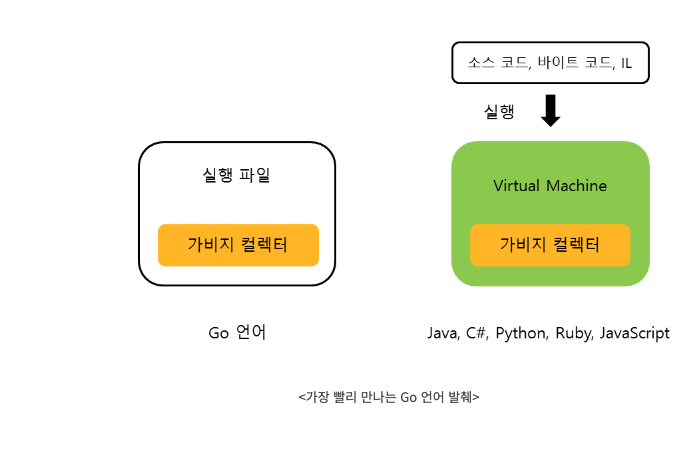 소스 코드, 바이트 코드, IL
실행
실행 파일
Virtual Machine
가비지 컬렉터
가비지 컬렉터
Go 언어
Java, C#, Python, Ruby, JavaScript
<가장 빨리 만나는 Go 언어 발췌>